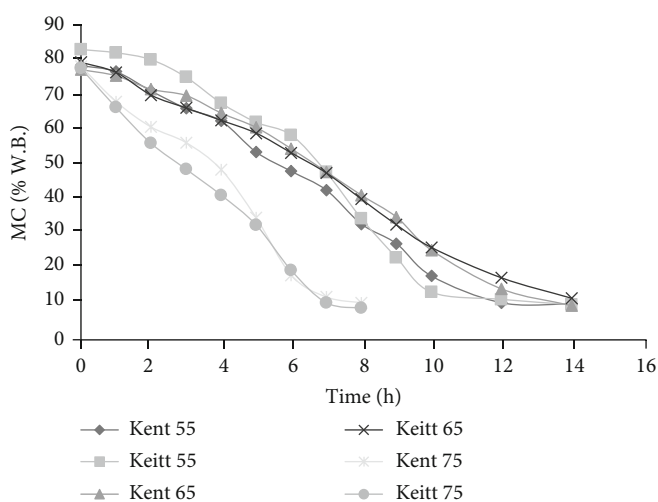 MC (% W.B.)
90
80
70
60
50
40
30
20
10
0
0 2 4 6 8 10 12 14 16
Time (h)
Kent 55
Keitt 55
Kent 65
Keitt 65
Kent 75
Keitt 75